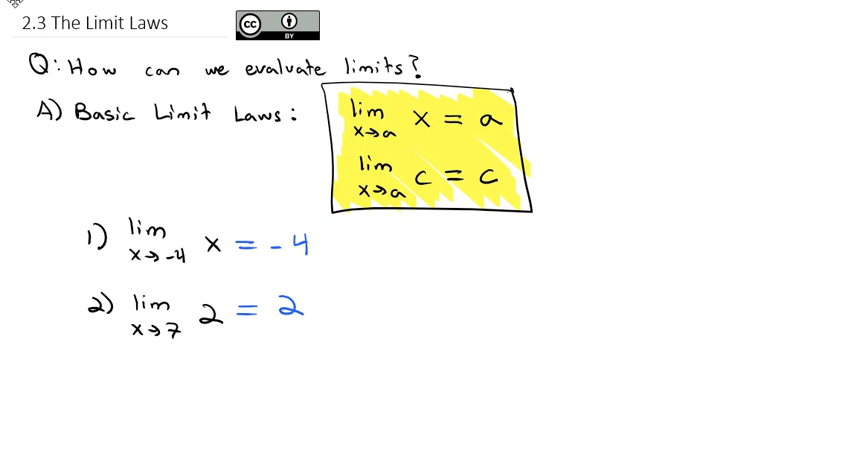 2.3 The Limit Laws
cc BY
Q: How can we evaluate limits?
A) Basic Limit Laws:
lim x→a x = a
lim x→a c = c
1) lim x→-4 x = -4
2) lim x→7 2 = 2